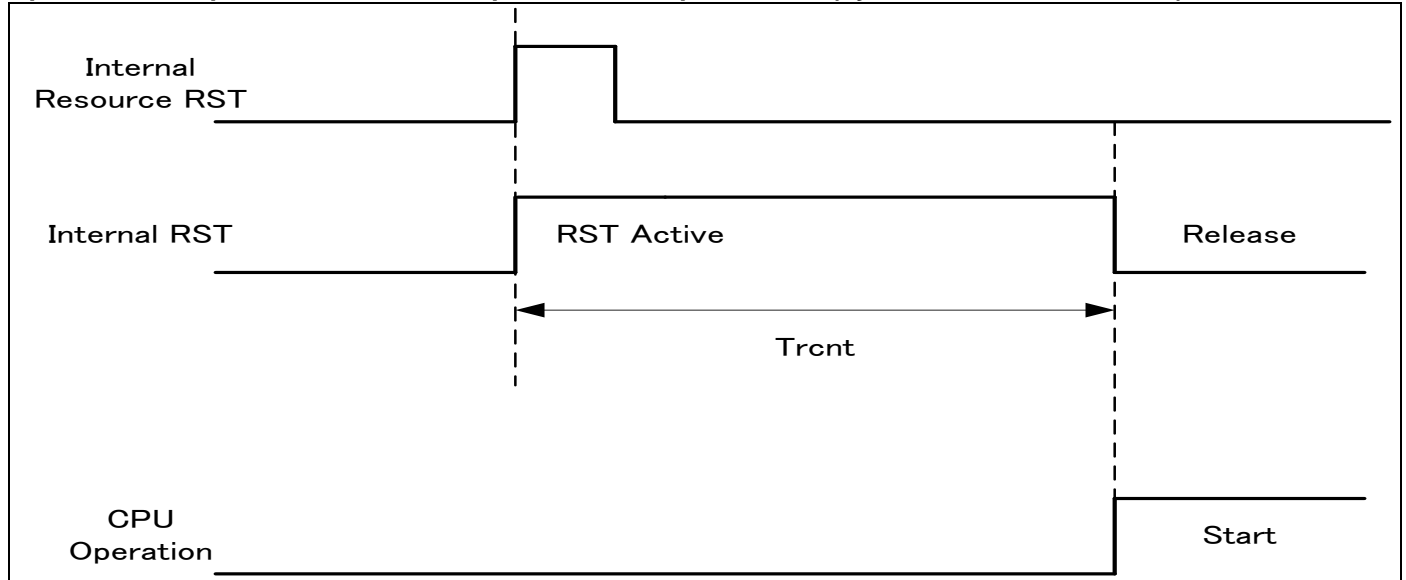 Internal
Resource RST
Internal RST
RST Active
Release
Trcnt
CPU
Operation
Start